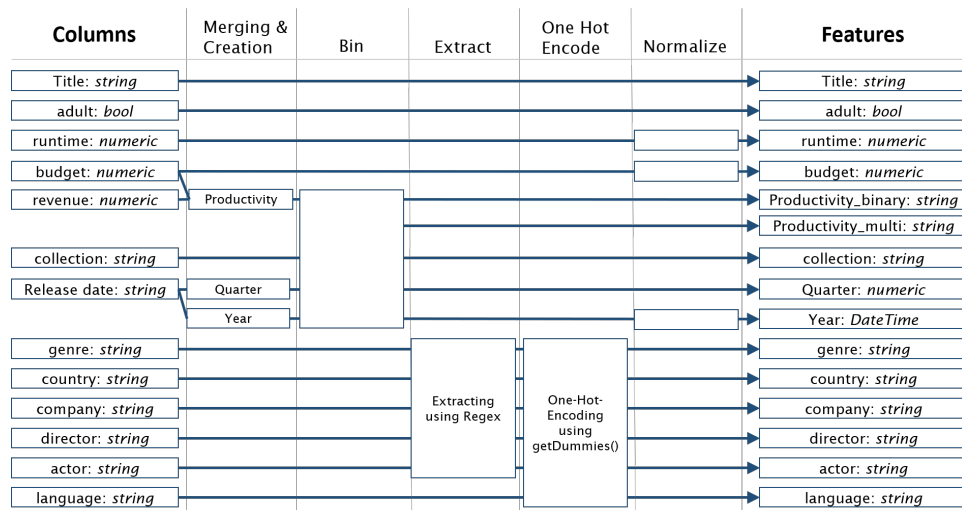 Columns
Merging &
Creation
Bin
Extract
One Hot
Encode
Normalize
Features
Title: string
Title: string
adult: bool
adult: bool
runtime: numeric
runtime: numeric
budget: numeric
budget: numeric
revenue: numeric
Productivity
Productivity_binary: string
Productivity_multi: string
collection: string
collection: string
Release date: string
Quarter
Quarter: numeric
Year
Year: DateTime
genre: string
genre: string
country: string
country: string
company: string
Extracting
using Regex
One-Hot-
Encoding
using
getDummies()
company: string
director: string
director: string
actor: string
actor: string
language: string
language: string